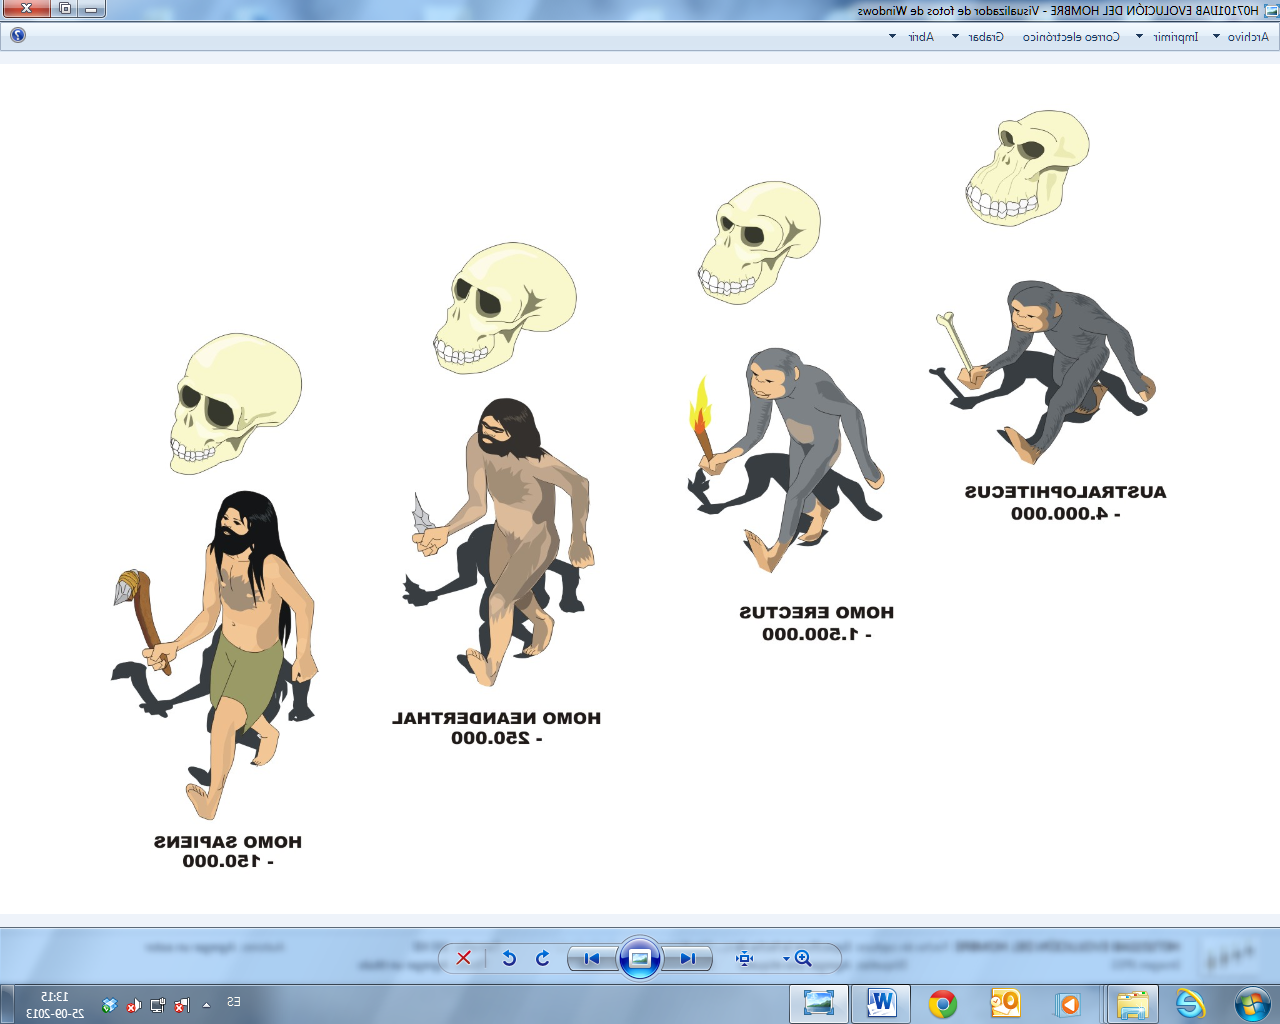 H07101UAB EVOLUCIÓN DEL HOMBRE - Visualizador de fotos de Windows
Archivo Imprimir Correo electrónico Grabar Abrir
AUSTRALOPHITECUS
- 4.000.000
HOMO ERECTUS
- 1.500.000
HOMO NEANDERTHAL
- 250.000
HOMO SAPIENS
- 150.000
ES
13:15
25-09-2013